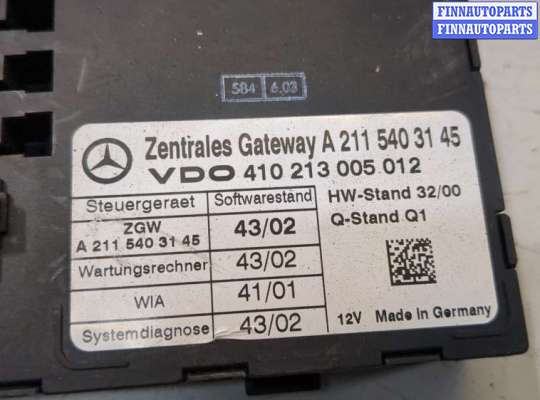 FINNAUTOPARTS
FINNAUTOPARTS
584 6.03
Zentrales Gateway A 211 540 31 45
VDO 410 213 005 012
Steuergeraet Softwarestand
HW-Stand 32/00
Q-Stand Q1
ZGW
A 211 540 31 45 43/02
Wartungsrechner 43/02
WIA 41/01
Systemdiagnose 43/02
12V Made in Germany